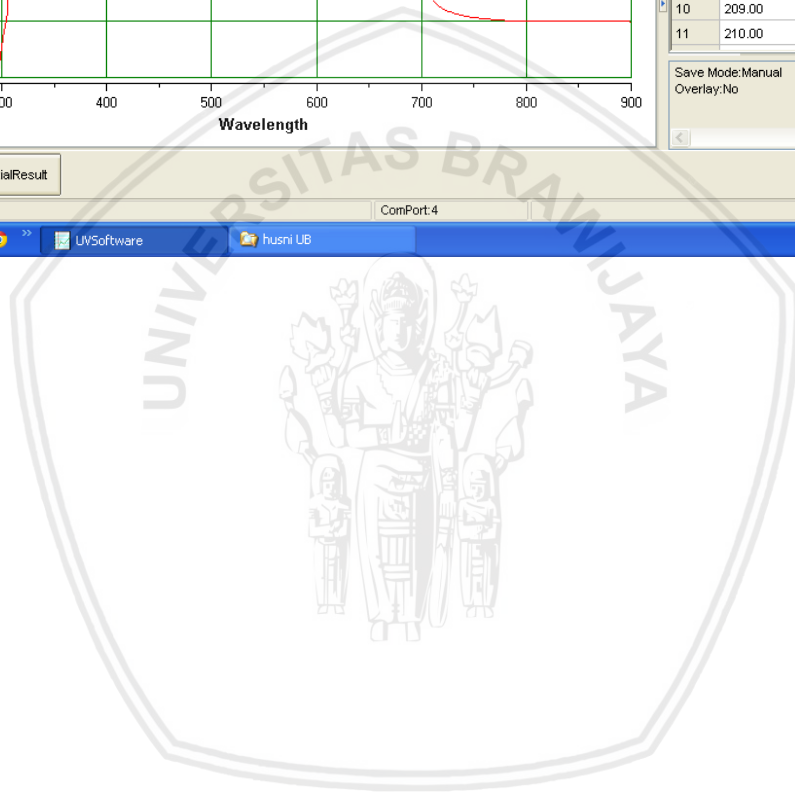 10 209.00
11 210.00
Save Mode:Manual
Overlay:No
400 500 600 700 800 900
Wavelength
ialResult
ComPort:4
UVSoftware husni UB
UNIVERSITAS BRAWIJAYA